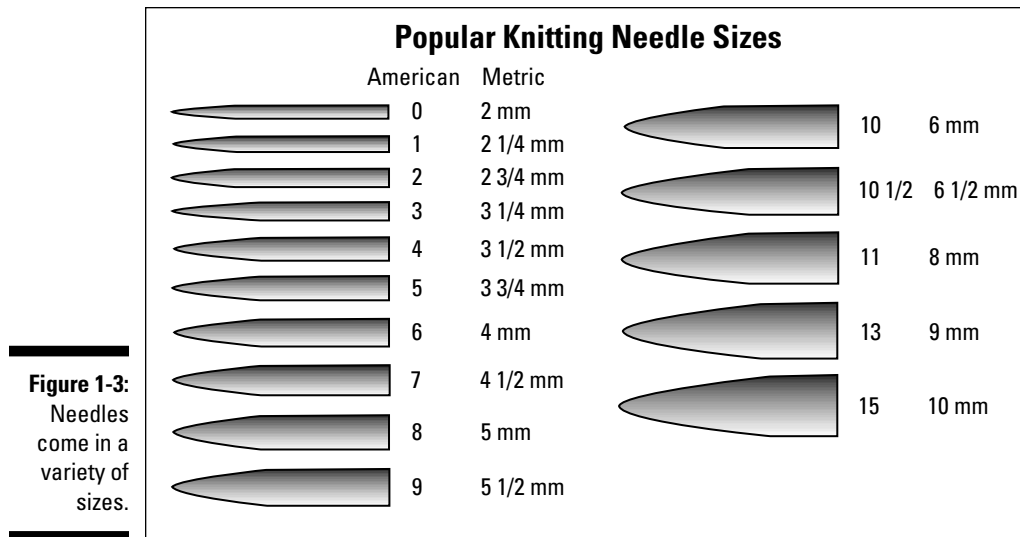 Popular Knitting Needle Sizes
American Metric
0 2 mm
1 2 1/4 mm
2 2 3/4 mm
3 3 1/4 mm
4 3 1/2 mm
5 3 3/4 mm
6 4 mm
7 4 1/2 mm
8 5 mm
9 5 1/2 mm
10 6 mm
10 1/2 6 1/2 mm
11 8 mm
13 9 mm
15 10 mm
Figure 1-3:
Needles
come in a
variety of
sizes.